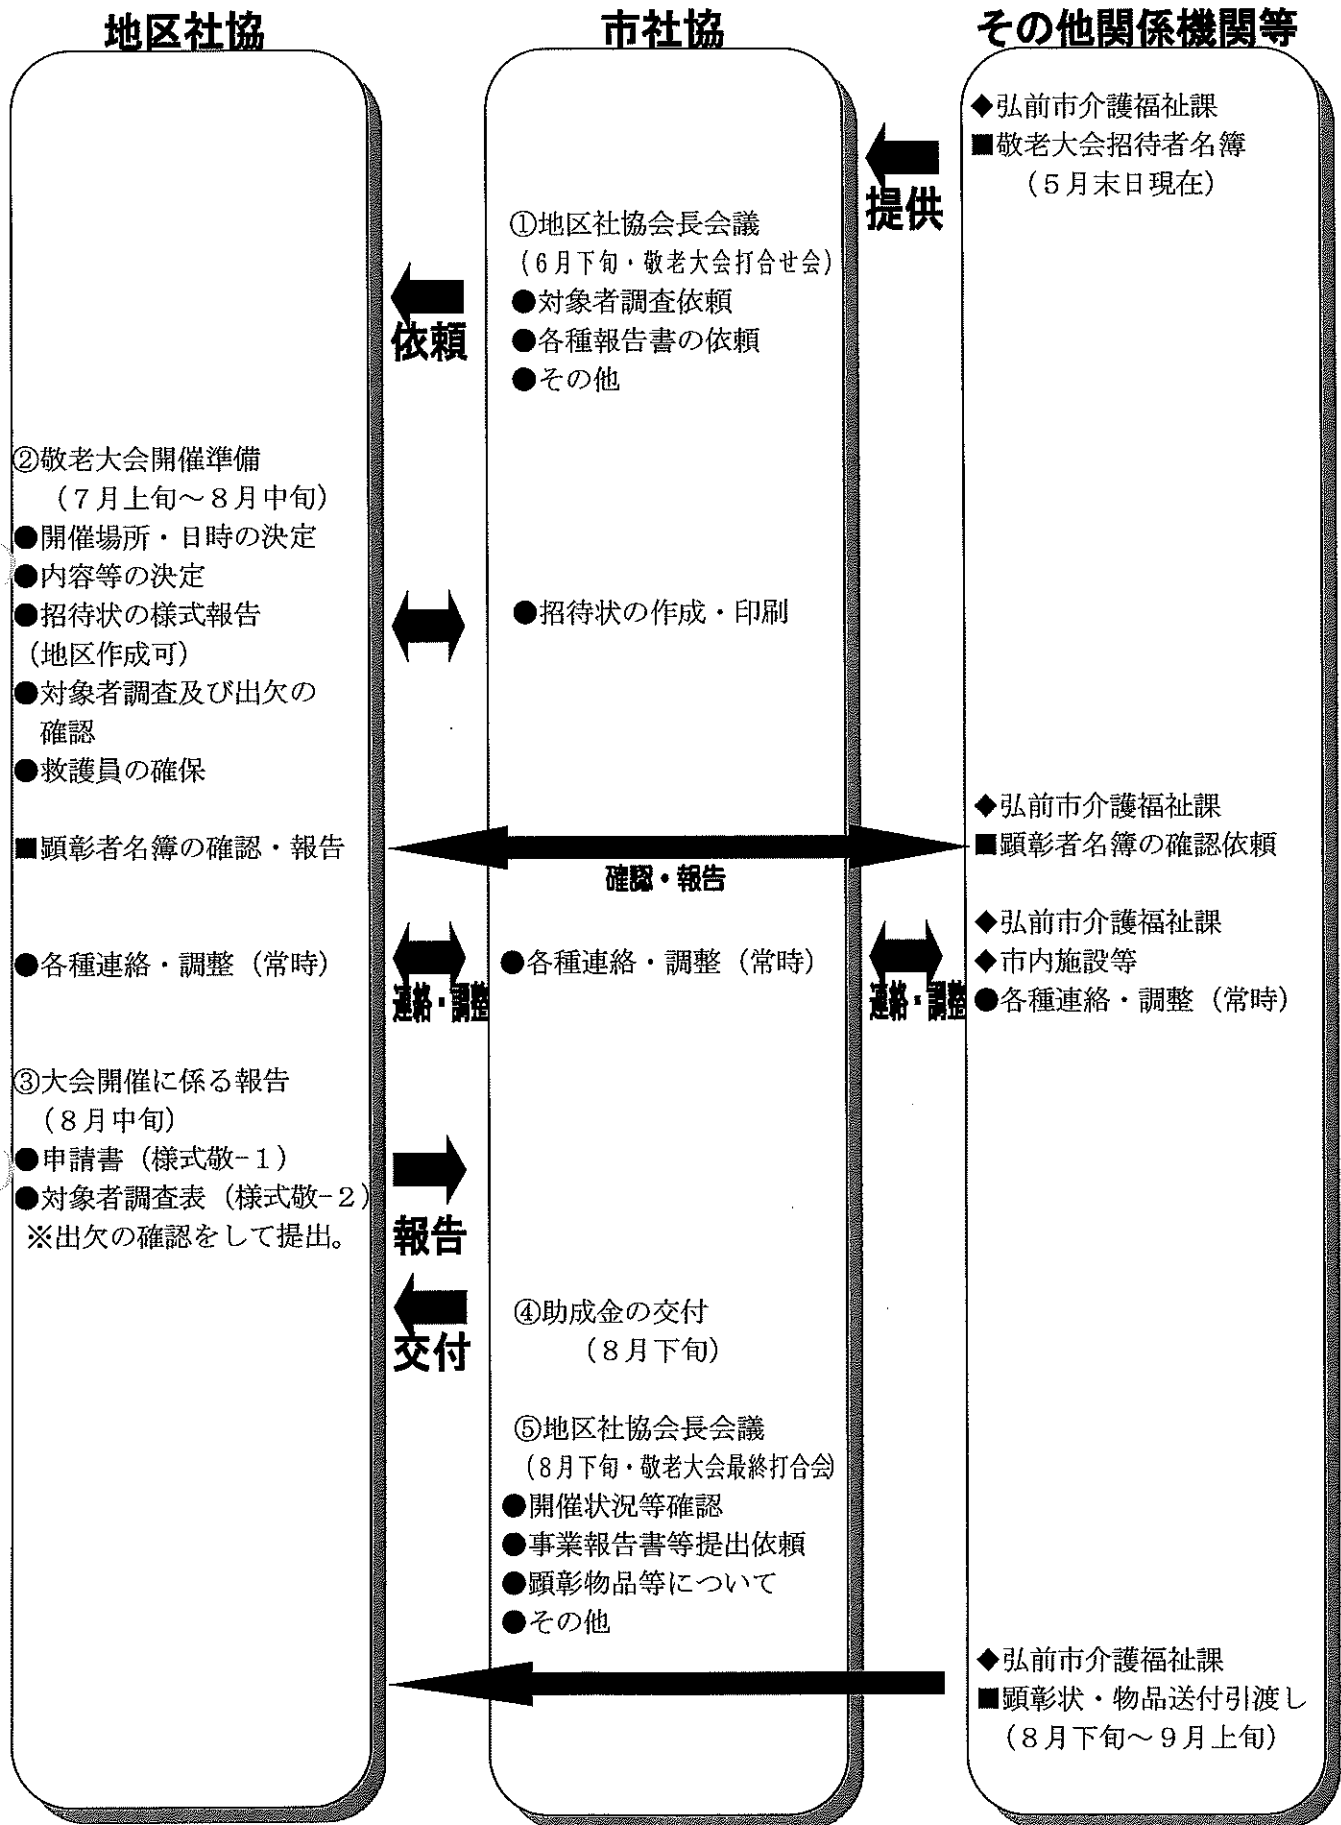 地区社協
市社協
その他関係機関等
◆弘前市介護福祉課
■敬老大会招待者名簿
(5月末日現在)
提供
①地区社協会長会議
(6月下旬・敬老大会打合せ会)
●対象者調査依頼
●各種報告書の依頼
●その他
依頼
②敬老大会開催準備
(7月上旬～8月中旬)
●開催場所・日時の決定
●内容等の決定
●招待状の様式報告
(地区作成可)
●対象者調査及び出欠の
確認
●救護員の確保
●招待状の作成・印刷
■顕彰者名簿の確認・報告
確認・報告
◆弘前市介護福祉課
■顕彰者名簿の確認依頼
●各種連絡・調整(常時)
連絡・調整
●各種連絡・調整(常時)
連絡・調整
◆弘前市介護福祉課
◆市内施設等
●各種連絡・調整(常時)
③大会開催に係る報告
(8月中旬)
●申請書(様式敬-1)
●対象者調査表(様式敬-2)
※出欠の確認をして提出。
報告
交付
④助成金の交付
(8月下旬)
⑤地区社協会長会議
(8月下旬・敬老大会最終打合会)
●開催状況等確認
●事業報告書等提出依頼
●顕彰物品等について
●その他
◆弘前市介護福祉課
■顕彰状・物品送付引渡し
(8月下旬～9月上旬)